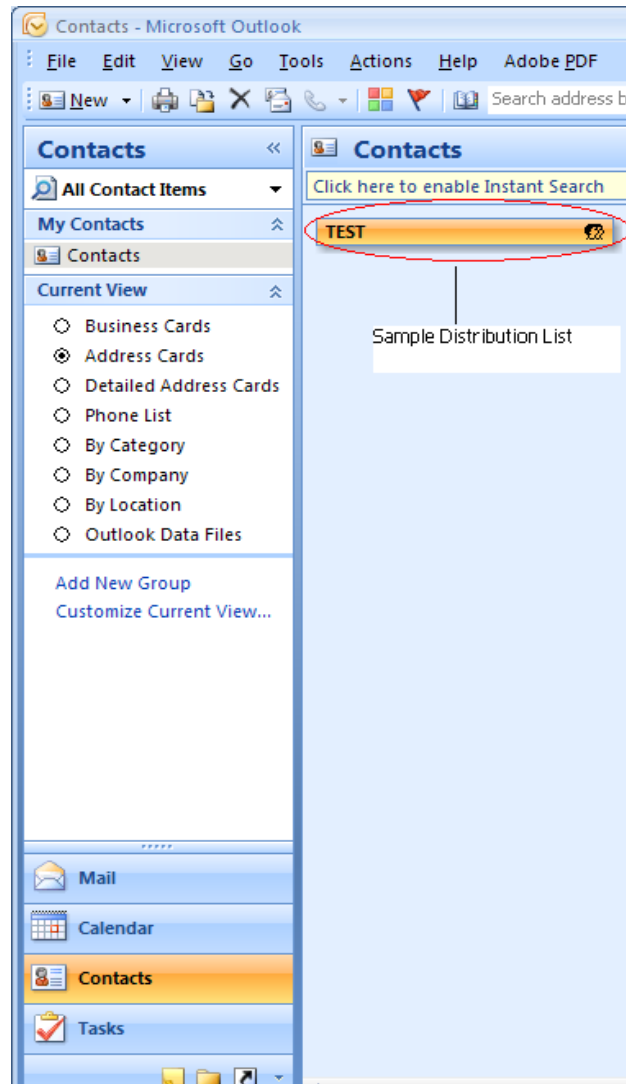 Contacts - Microsoft Outlook
File Edit View Go Tools Actions Help Adobe PDF
New Search address b
Contacts
All Contact Items
My Contacts
Contacts
Current View
Business Cards
Address Cards
Detailed Address Cards
Phone List
By Category
By Company
By Location
Outlook Data Files
Add New Group
Customize Current View...
Mail
Calendar
Contacts
Tasks
Contacts
Click here to enable Instant Search
TEST
Sample Distribution List